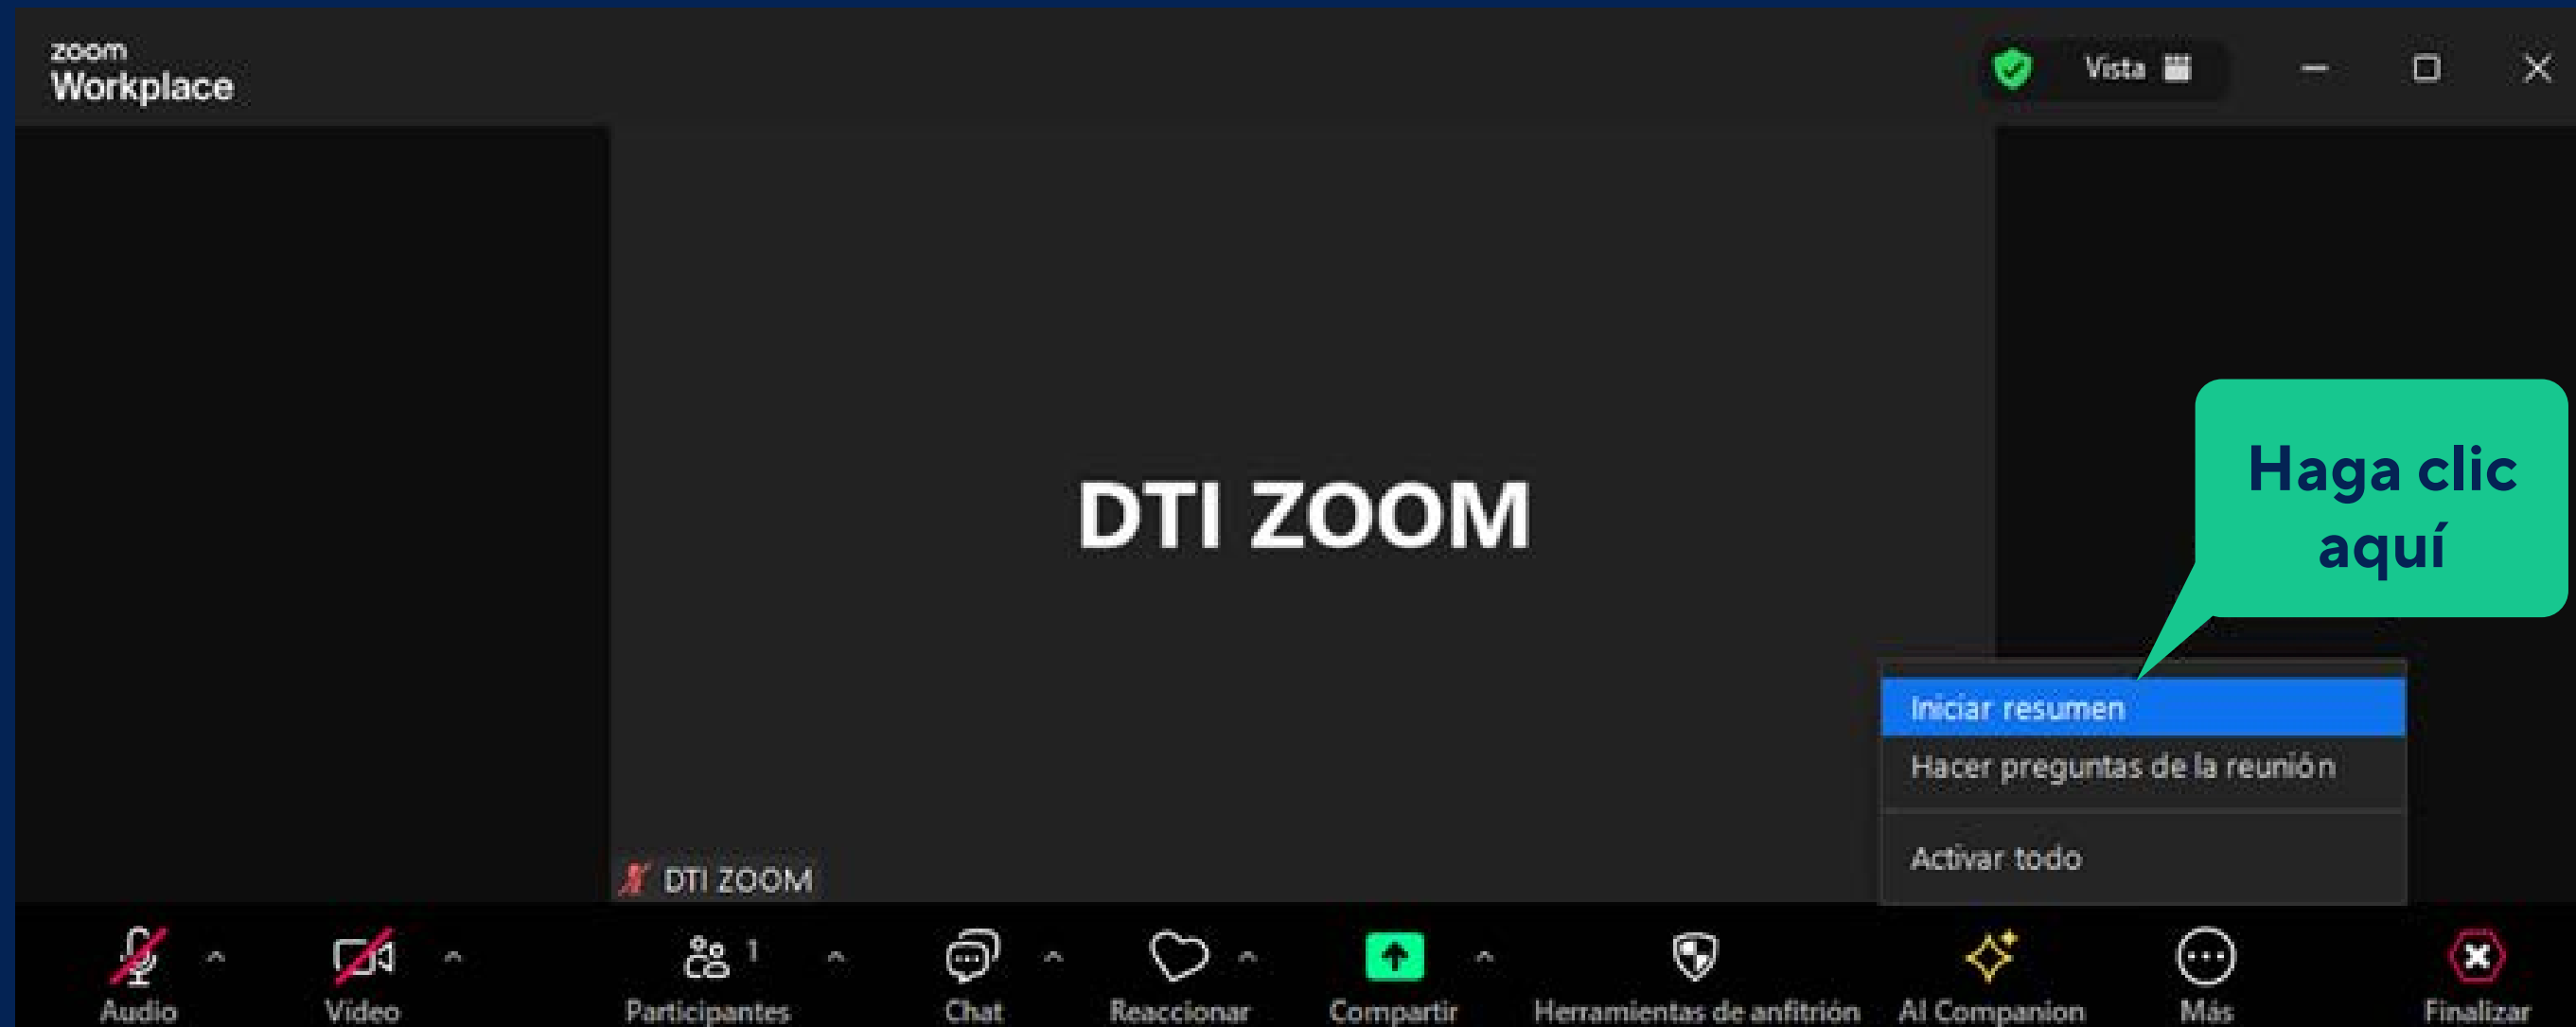 zoom
Workplace
Vista
DTI ZOOM
Haga clic
aquí
Iniciar resumen
Hacer preguntas de la reunión
Activar todo
DTI ZOOM
1
Audio Vídeo Participantes Chat Reaccionar Compartir Herramientas de anfitrión AI Companion Más Finalizar